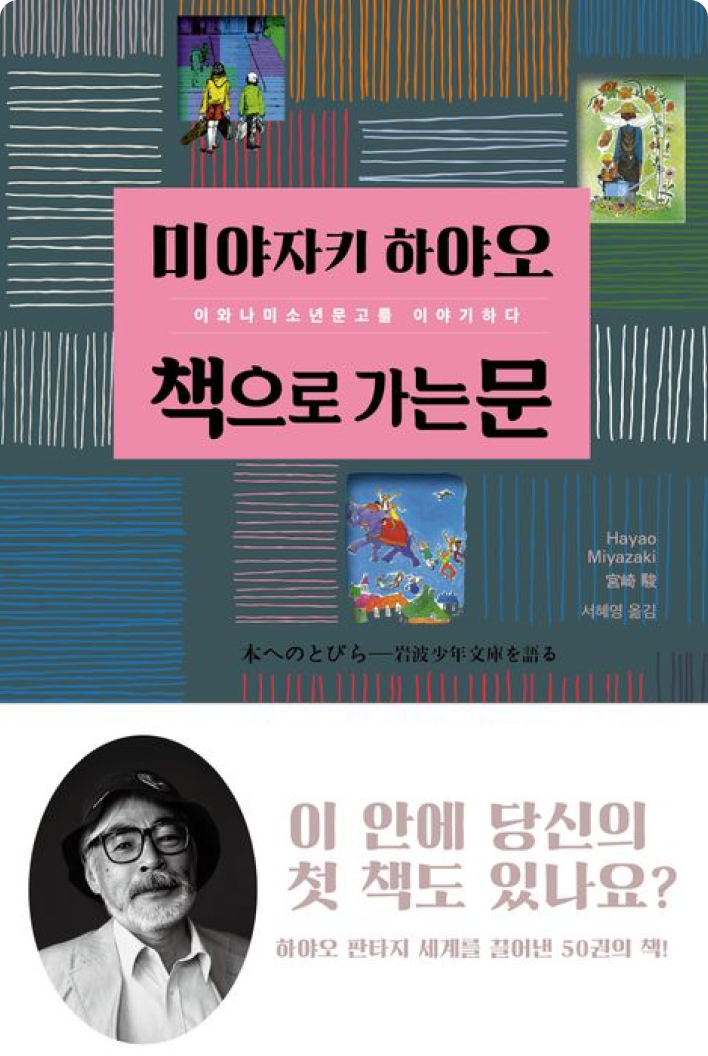 미야자키 하야오
이와나미소년문고를 이야기하다
책으로 가는 문
Hayao
Miyazaki
宮崎 駿
서혜영 옮김
本へのとびら──岩波少年文庫を語る
이 안에 당신의
첫 책도 있나요?
하야오 판타지 세계를 끌어낸 50권의 책!